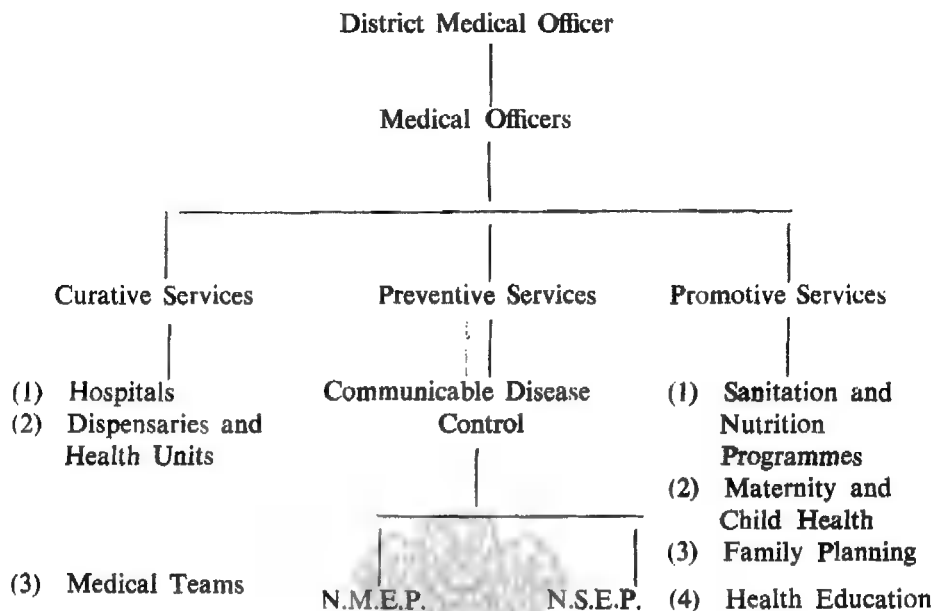 District Medical Officer
Medical Officers
Curative Services
Preventive Services
Promotive Services
(1) Hospitals
(2) Dispensaries and
Health Units
(3) Medical Teams
Communicable Disease
Control
N.M.E.P.
N.S.E.P.
(1) Sanitation and
Nutrition
Programmes
(2) Maternity and
Child Health
(3) Family Planning
(4) Health Education